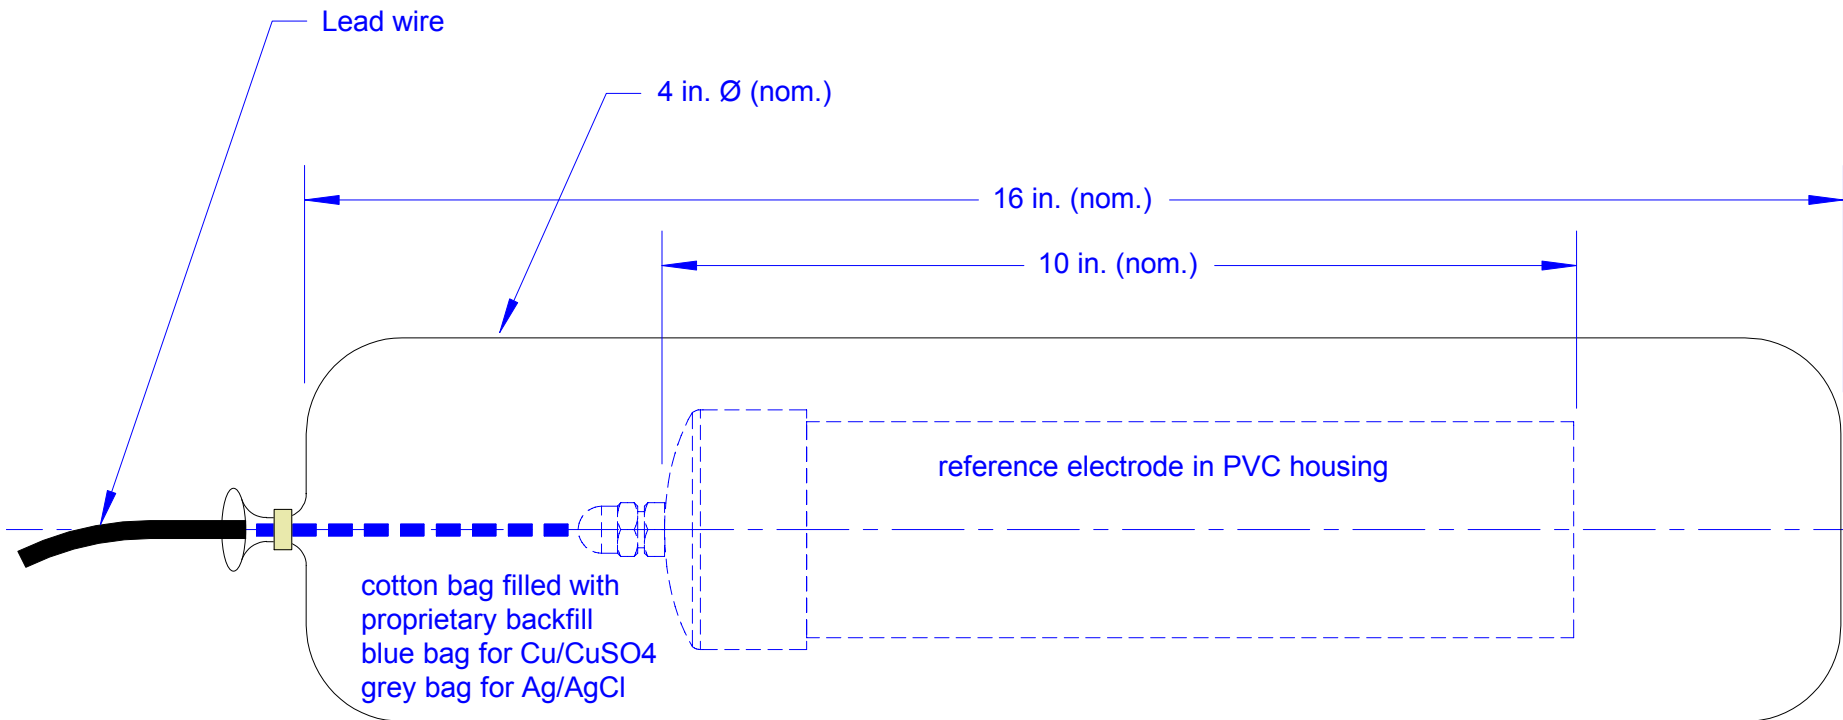 Lead wire
4 in. Ø (nom.)
16 in. (nom.)
10 in. (nom.)
reference electrode in PVC housing
cotton bag filled with
proprietary backfill
blue bag for Cu/CuSO4
grey bag for Ag/AgCl